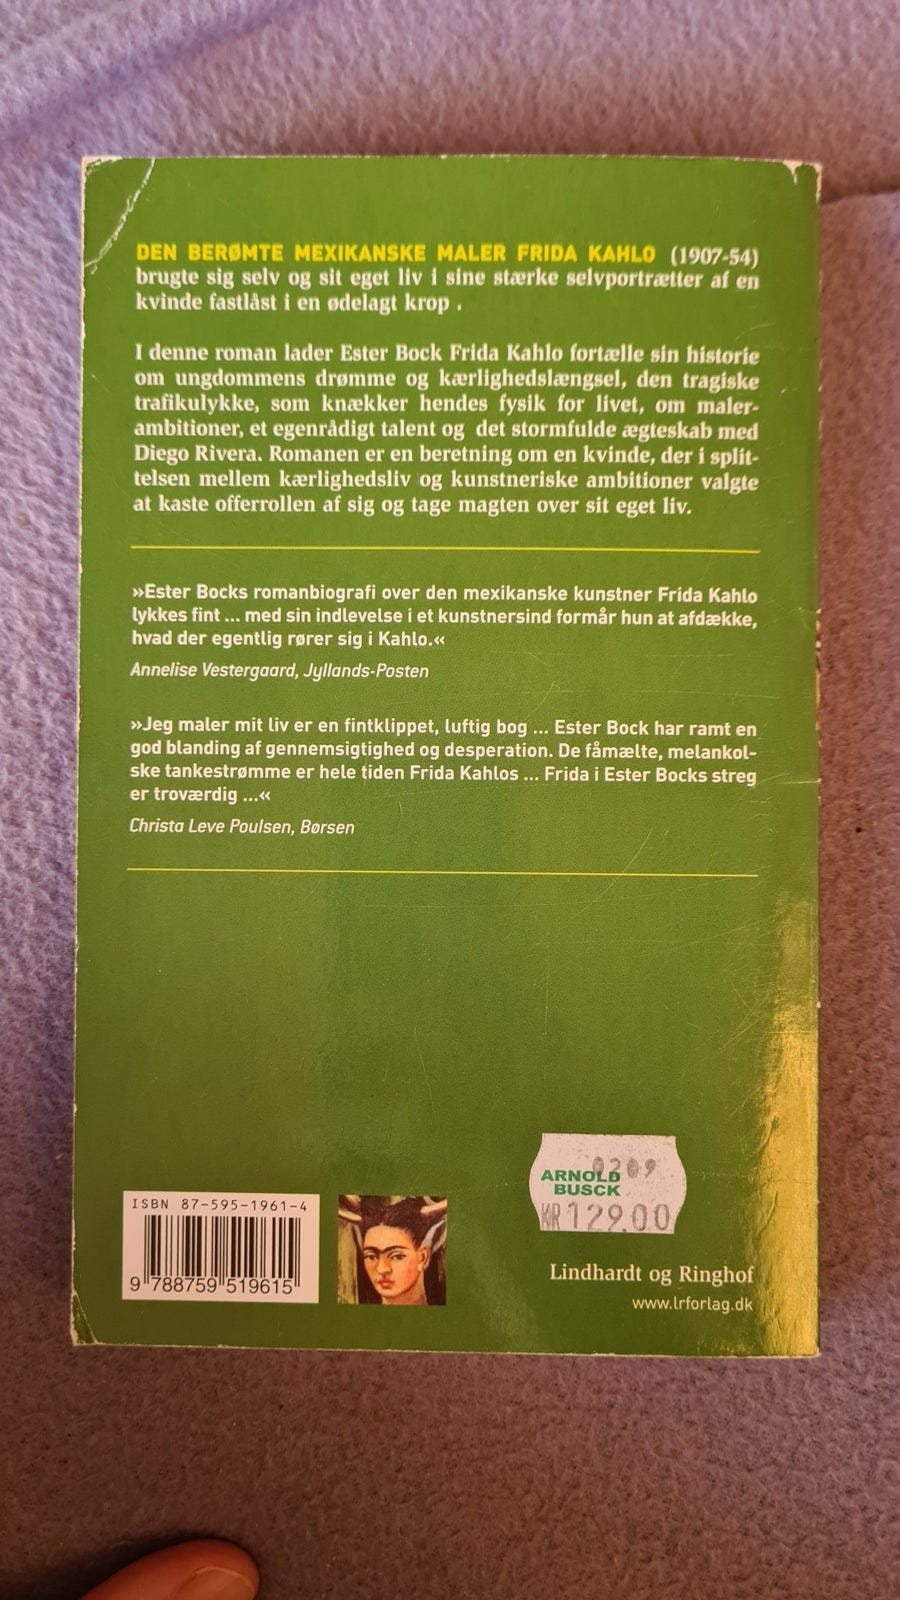 DEN BERØMTE MEXIKANSKE MALER FRIDA KAHLO (1907-54)
brugte sig selv og sit eget liv i sine stærke selvportrætter af en
kvinde fastlåst i en ødelagt krop .
I denne roman lader Ester Bock Frida Kahlo fortælle sin historie
om ungdommens drømme og kærlighedslængsel, den tragiske
trafikulykke, som knækker hendes fysik for livet, om maler-
ambitioner, et egenrådigt talent og det stormfulde ægteskab med
Diego Rivera. Romanen er en beretning om en kvinde, der i split-
telsen mellem kærlighedsliv og kunstneriske ambitioner valgte
at kaste offerrollen af sig og tage magten over sit eget liv.
»Ester Bocks romanbiografi over den mexikanske kunstner Frida Kahlo
lykkes fint ... med sin indlevelse i et kunstnersind formår hun at afdække,
hvad der egentlig rører sig i Kahlo.«
Annelise Vestergaard, Jyllands-Posten
»Jeg maler mit liv er en fintklippet, luftig bog ... Ester Bock har ramt en
god blanding af gennemsigtighed og desperation. De fåmælte, melankol-
ske tankestrømme er hele tiden Frida Kahlos ... Frida i Ester Bocks streg
er troværdig ...«
Christa Leve Poulsen, Børsen
0209
ARNOLD
BUSCK
KR 129.00
ISBN 87-595-1961-4
9 788759 519615
Lindhardt og Ringhof
www.lrforlag.dk